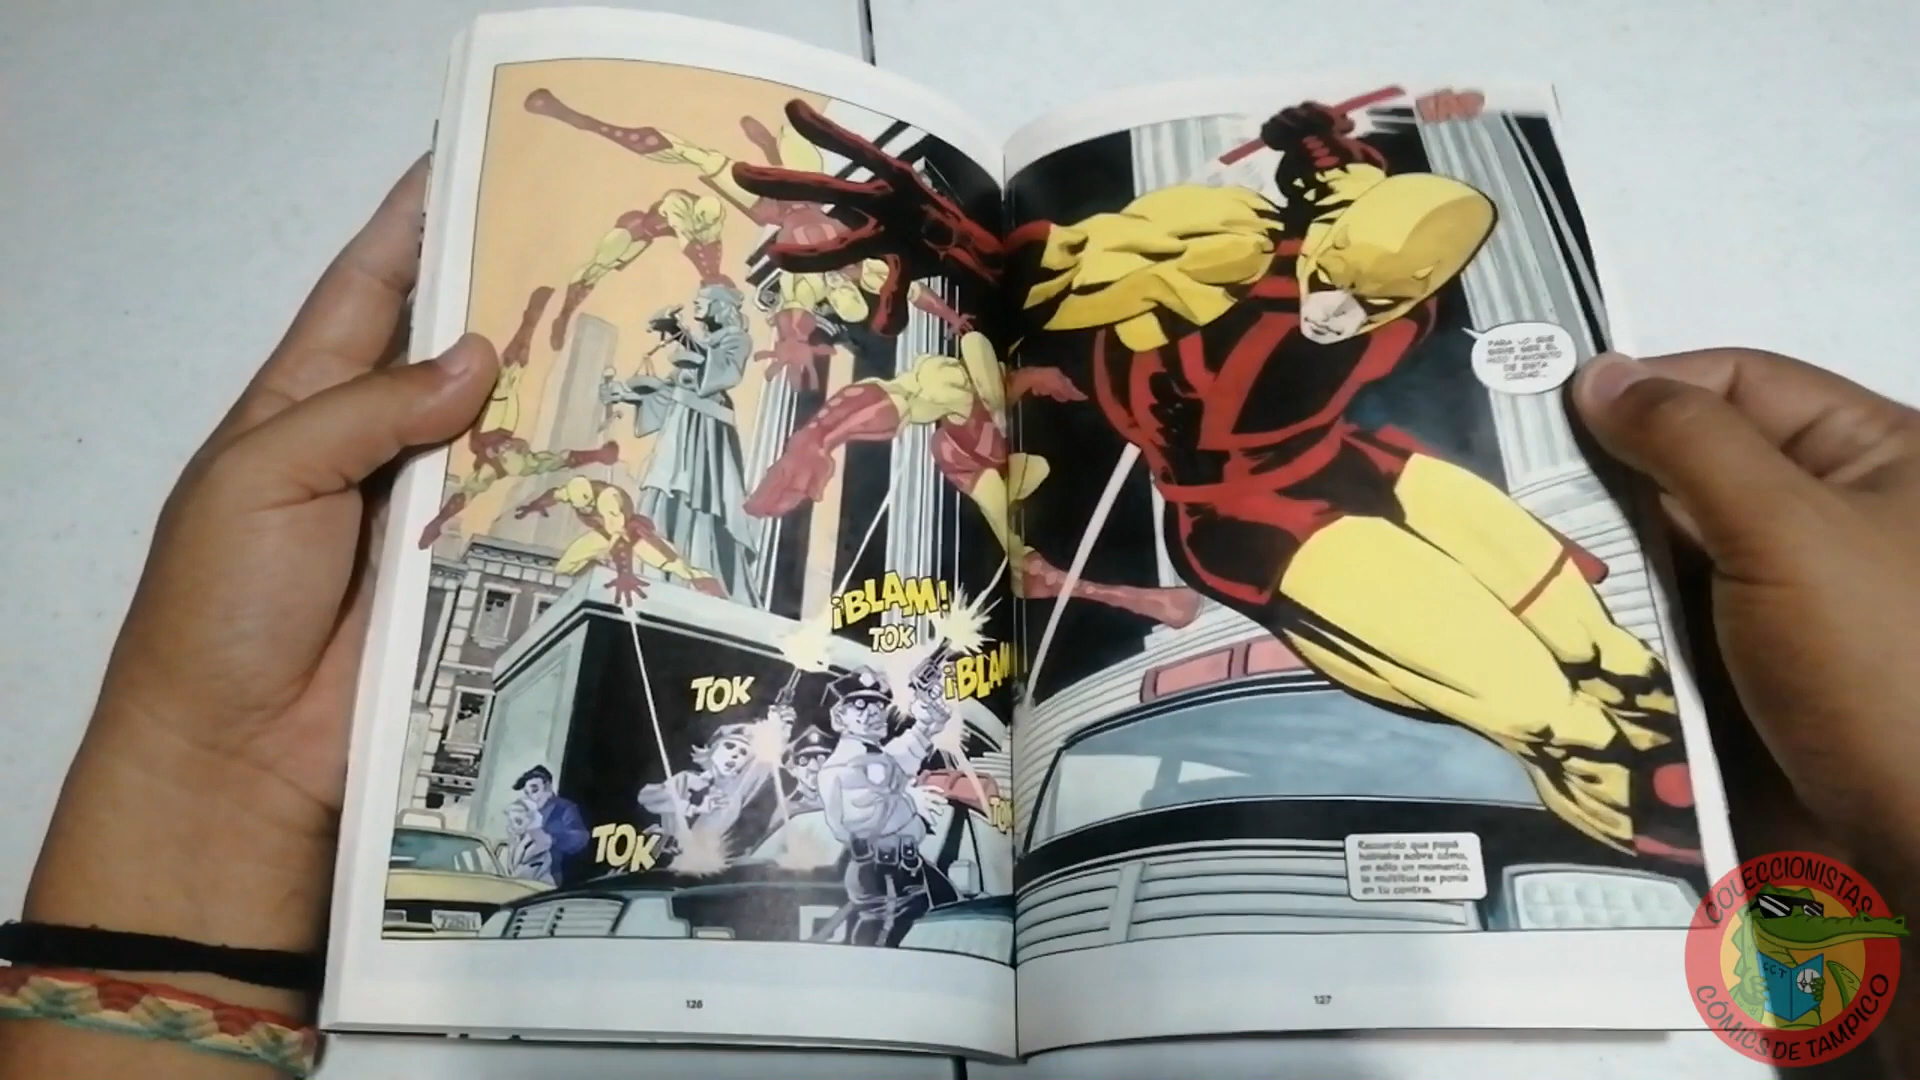 ¡BLAM!
TOK
¡BLAM
TOK
TOK
TOK
PARA LO QUE
SIRVE SER EL
HIJO FAVORITO
DE ESTA
CIUDAD...
Recuerdo que papá
hablaba sobre cómo,
en sólo un momento,
la multitud se ponía
en tu contra.
126
127
COLECCIONISTAS
CCT
CÓMICS DE TAMPICO